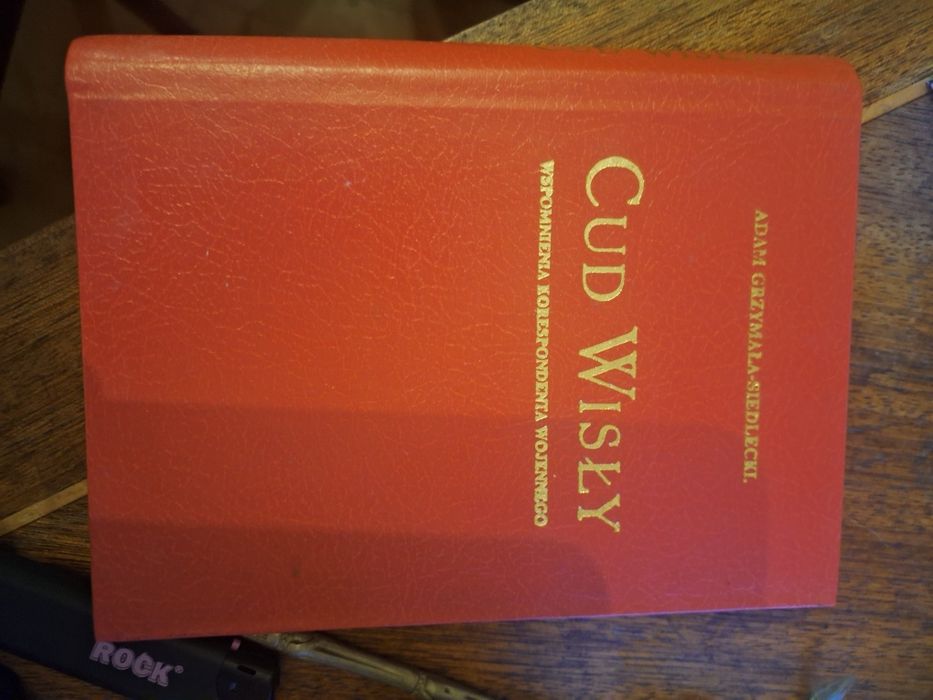 ADAM GRZYMAŁA-SIEDLECKI.
CUD WISŁY
WSPOMNIENIA KORESPONDENTA WOJENNEGO
ROCK®